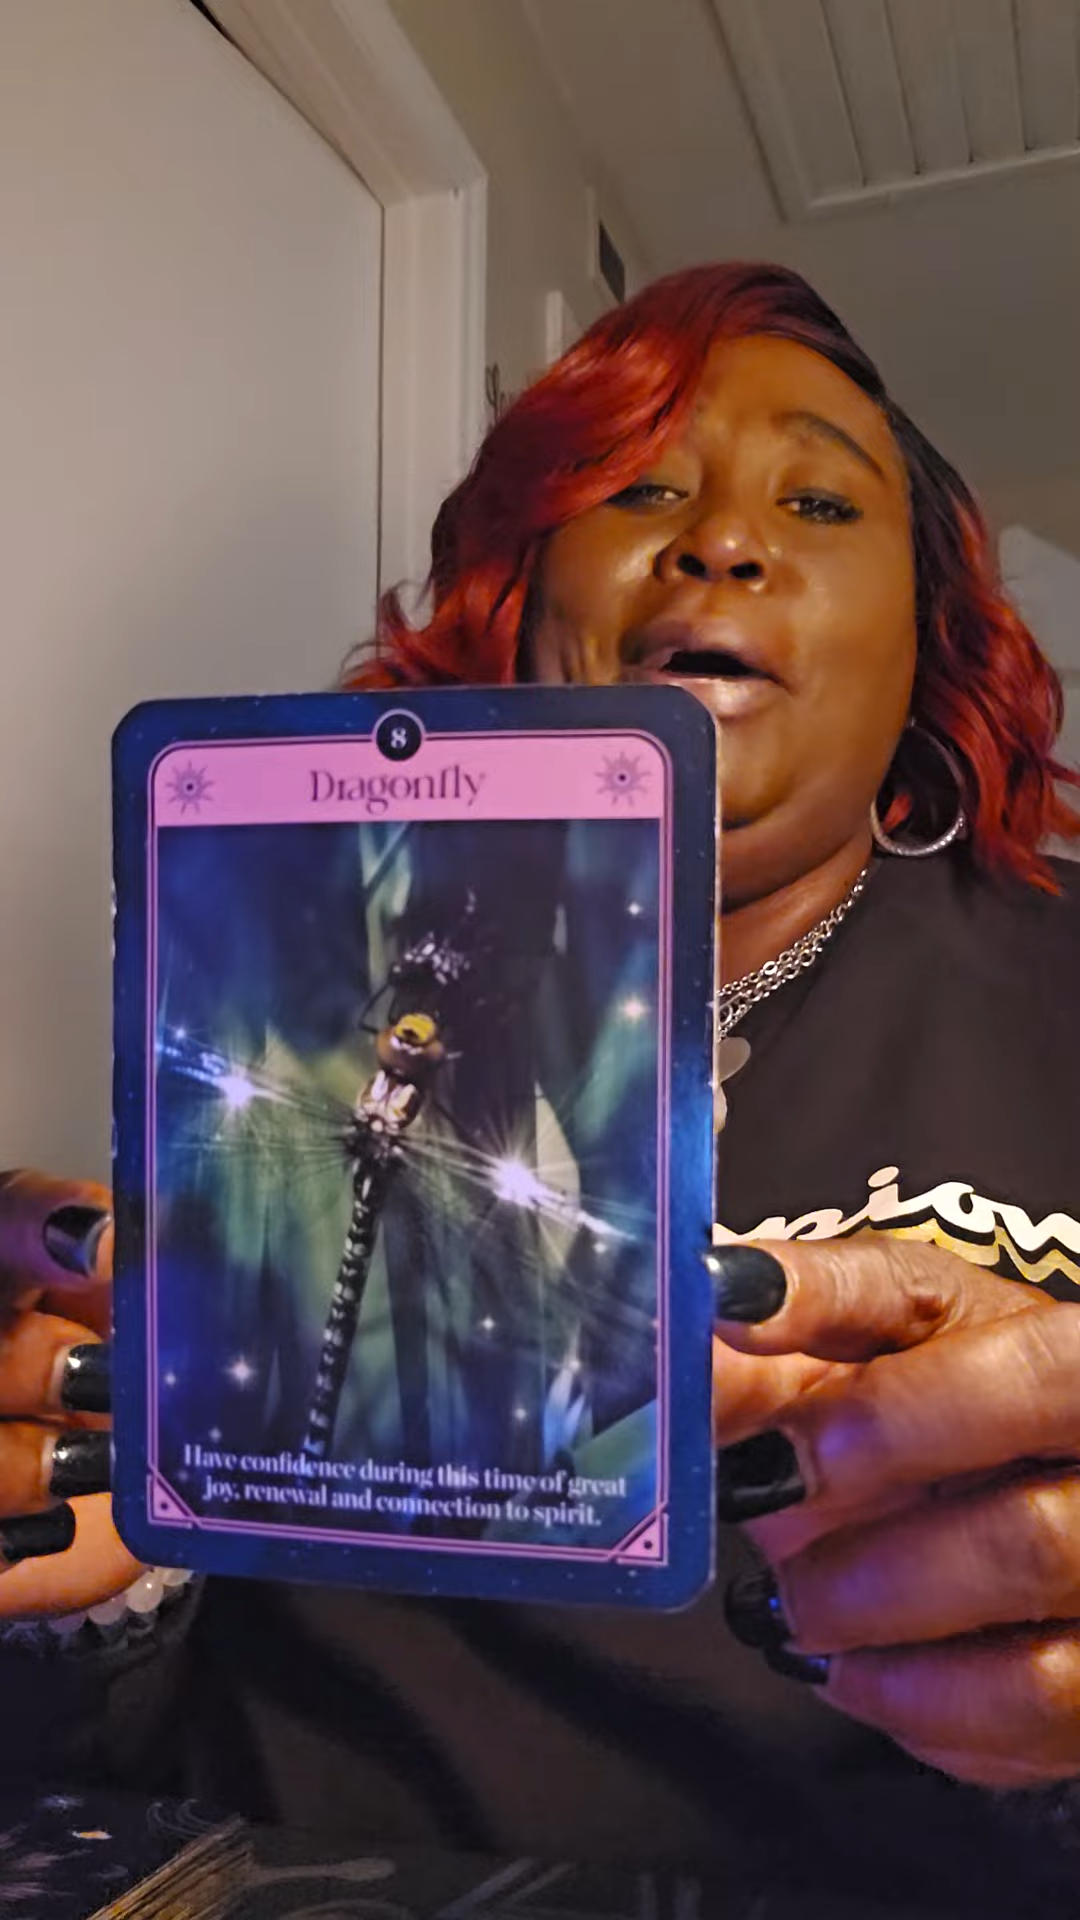 8
Dragonfly
Have confidence during this time of great
joy, renewal and connection to spirit.